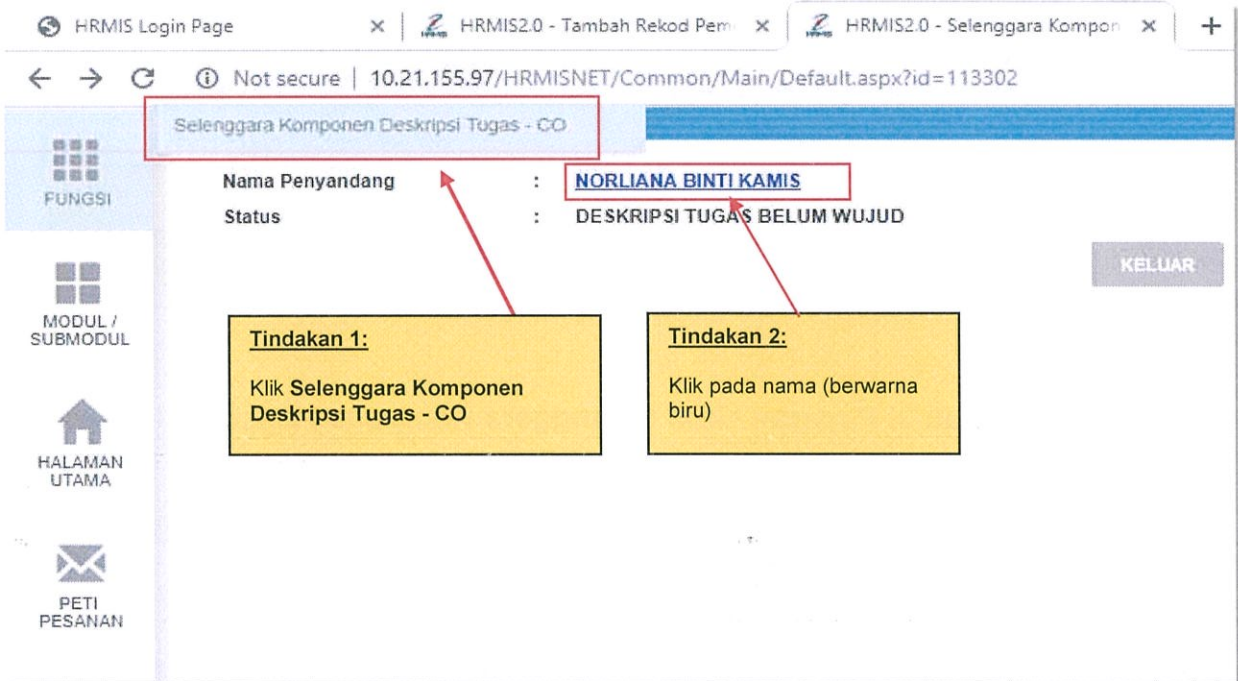 HRMIS Login Page
HRMIS2.0 - Tambah Rekod Pem
HRMIS2.0 - Selenggara Kompon
Not secure | 10.21.155.97/HRMISNET/Common/Main/Default.aspx?id=113302
Selenggara Komponen Deskripsi Tugas - CO
FUNGSI
Nama Penyandang : NORLIANA BINTI KAMIS
Status : DESKRIPSI TUGAS BELUM WUJUD
KELUAR
MODUL /
SUBMODUL
Tindakan 1:
Klik Selenggara Komponen
Deskripsi Tugas - CO
Tindakan 2:
Klik pada nama (berwarna
biru)
HALAMAN
UTAMA
PETI
PESANAN